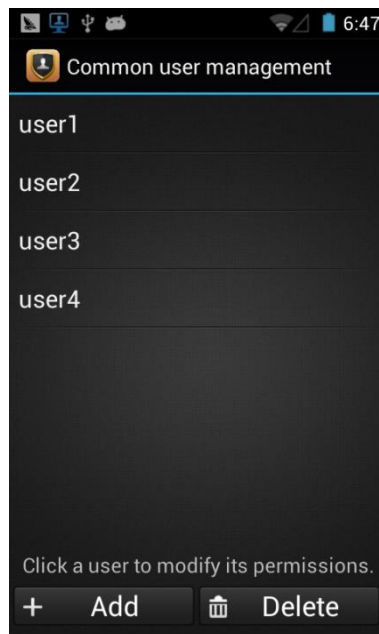 6:47
Common user management
user1
user2
user3
user4
Click a user to modify its permissions.
+ Add
Delete